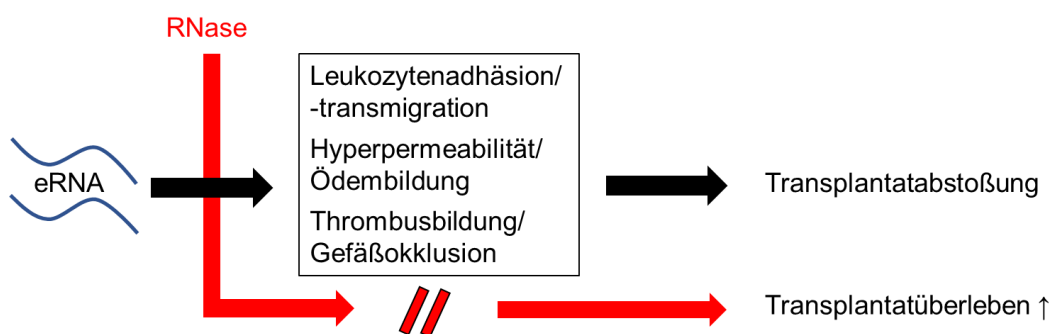 RNase
eRNA
Leukozytenadhäsion/
-transmigration
Hyperpermeabilität/
Ödembildung
Thrombusbildung/
Gefäßokklusion
Transplantatabstoßung
Transplantatüberleben ↑